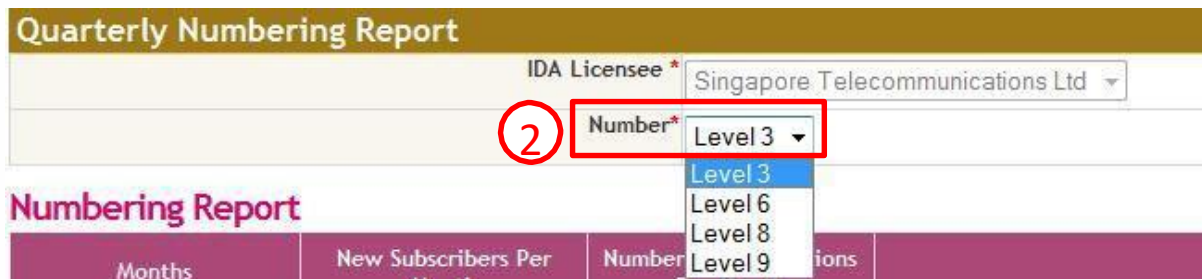 Quarterly Numbering Report
IDA Licensee * Singapore Telecommunications Ltd
2 Number* Level 3
Level 3
Level 6
Level 8
Level 9
Numbering Report
Months New Subscribers Per Number ions